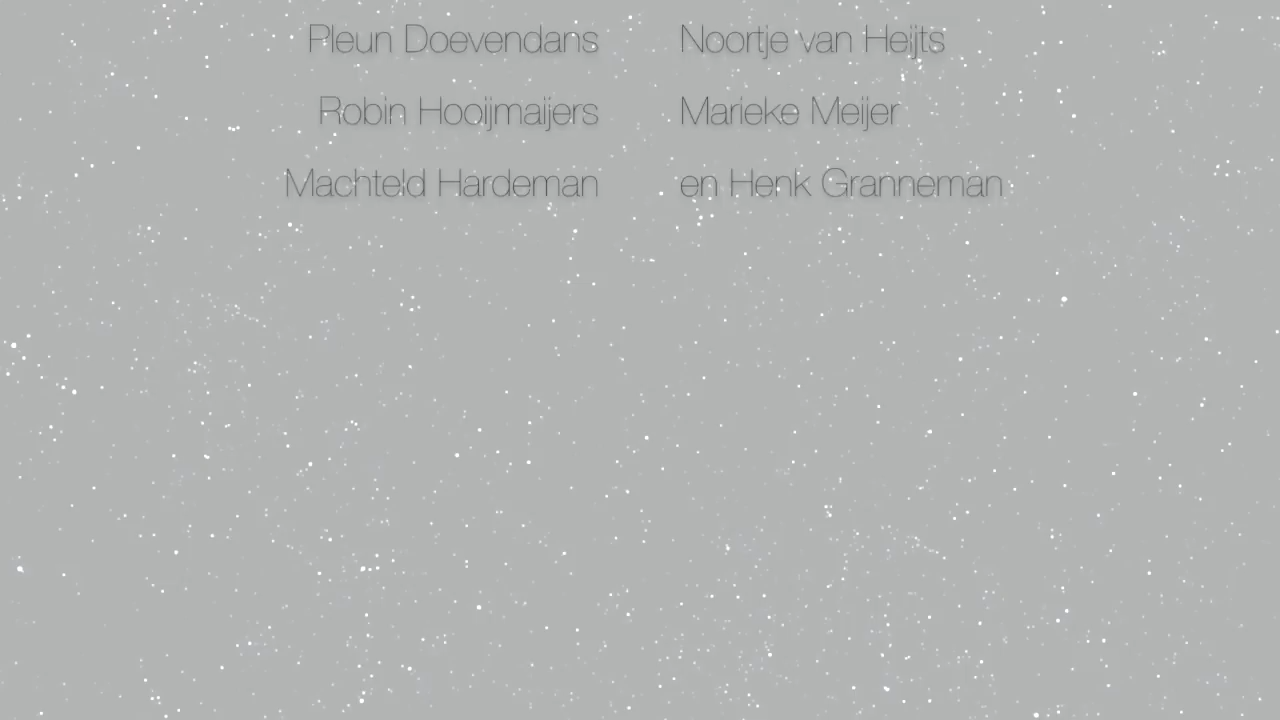 Pleun Doevendans Noortje van Heijts
Robin Hooijmaijers Marieke Meijer
Machteld Hardeman en Henk Granneman